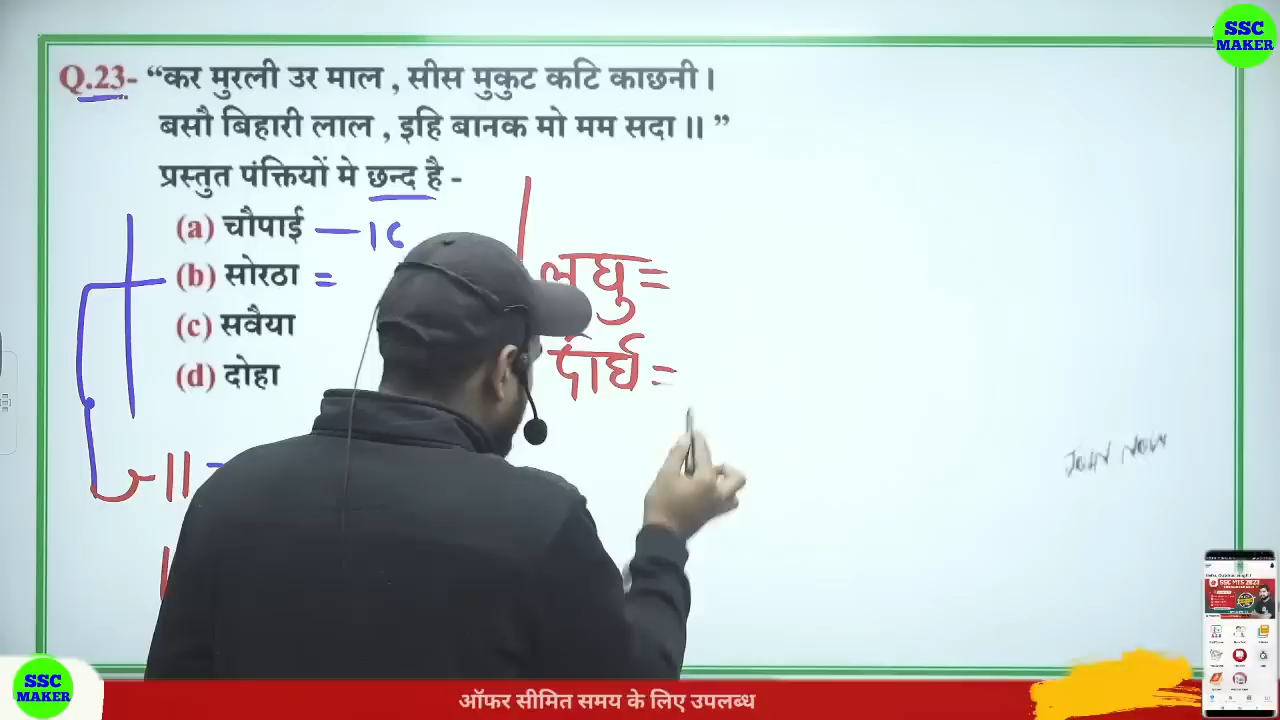 SSC
MAKER
Q.23- “कर मुरली उर माल , सीस मुकुट कटि काछनी ।
बसौ बिहारी लाल , इहि बानक मो मम सदा ॥ ”
प्रस्तुत पंक्तियों मे छन्द है -
(a) चौपाई —
(b) सोरठा =
(c) सवैया
(d) दोहा
लघु =
दीर्घ =
JOIN NOW
SSC
MAKER
ऑफर सीमित समय के लिए उपलब्ध